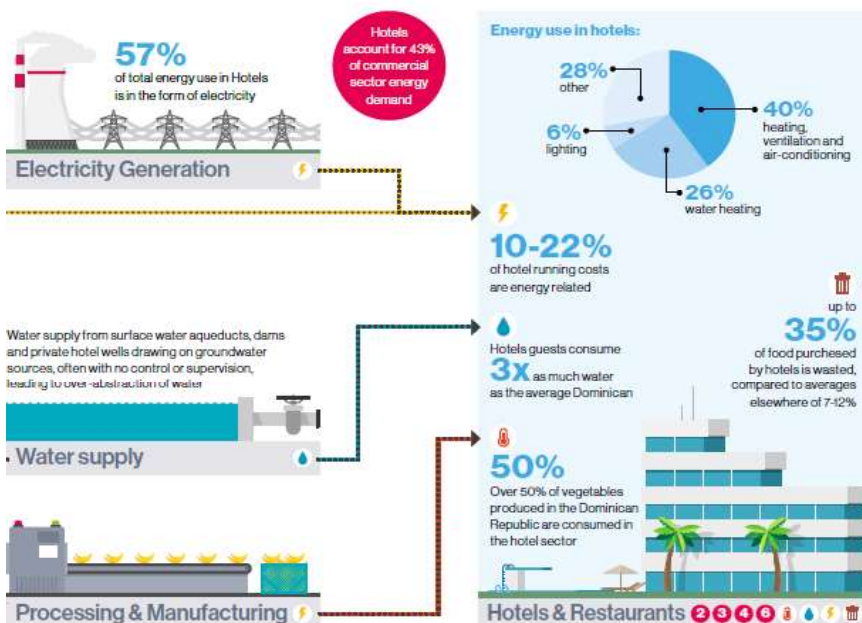 57%
of total energy use in Hotels
is in the form of electricity
Hotels
account for 43%
of commercial
sector energy
demand
Electricity Generation
Energy use in hotels:
28%
other
6%
lighting
40%
heating,
ventilation and
air-conditioning
26%
water heating
10-22%
of hotel running costs
are energy related
up to
35%
of food purchesed
by hotels is wasted,
compared to averages
elsewhere of 7-12%
Water supply from surface water aqueducts, dams
and private hotel wells drawing on groundwater
sources, often with no control or supervision,
leading to over-abstraction of water
Water supply
Hotels guests consume
3x as much water
as the average Dominican
50%
Over 50% of vegetables
produced in the Dominican
Republic are consumed
in the hotel sector
Processing & Manufacturing
Hotels & Restaurants 2 3 4 6